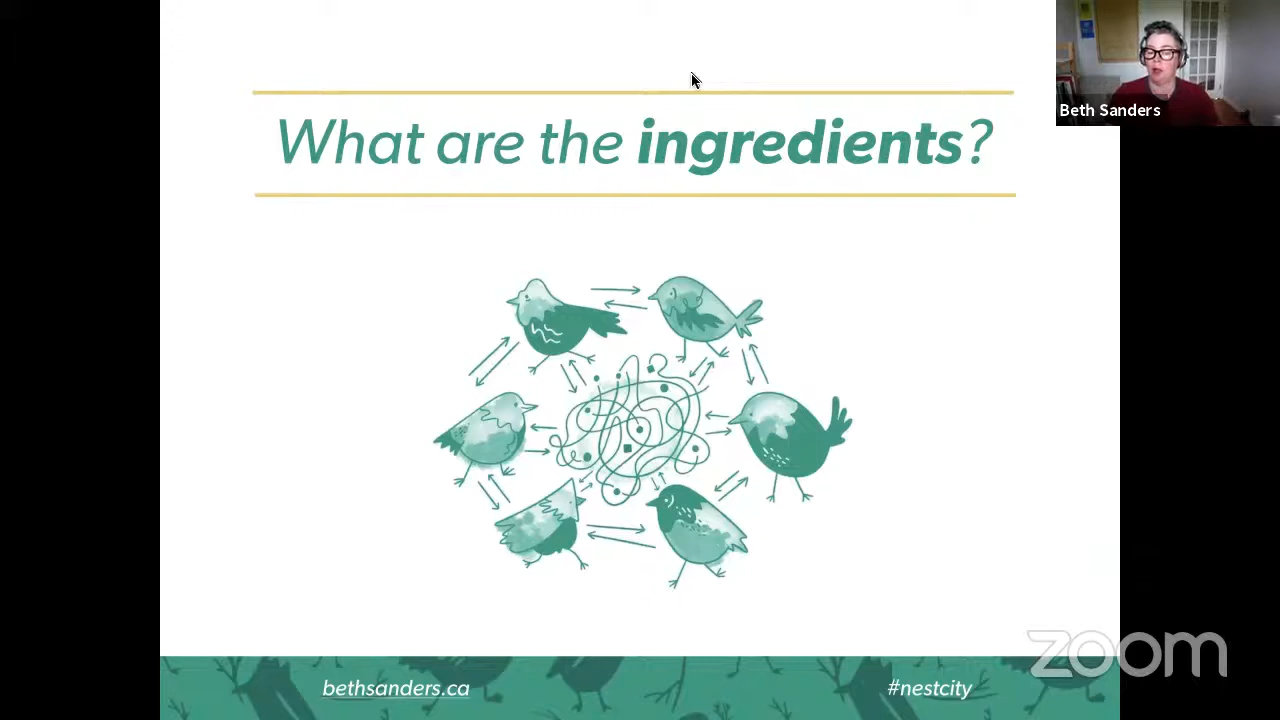 Beth Sanders
What are the ingredients?
zoom
bethsanders.ca
#nestcity